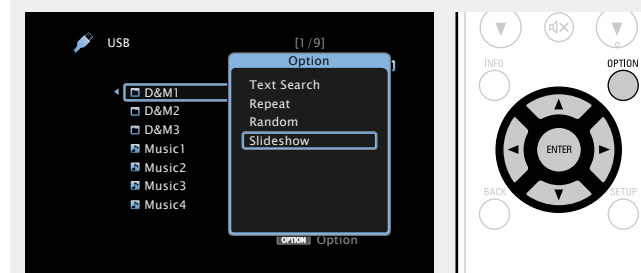 USB
[1/9]
Option
Text Search
Repeat
Random
Slideshow
D&M1
D&M2
D&M3
Music1
Music2
Music3
Music4
OPTION Option
INFO
OPTION
ENTER
BACK
SETUP